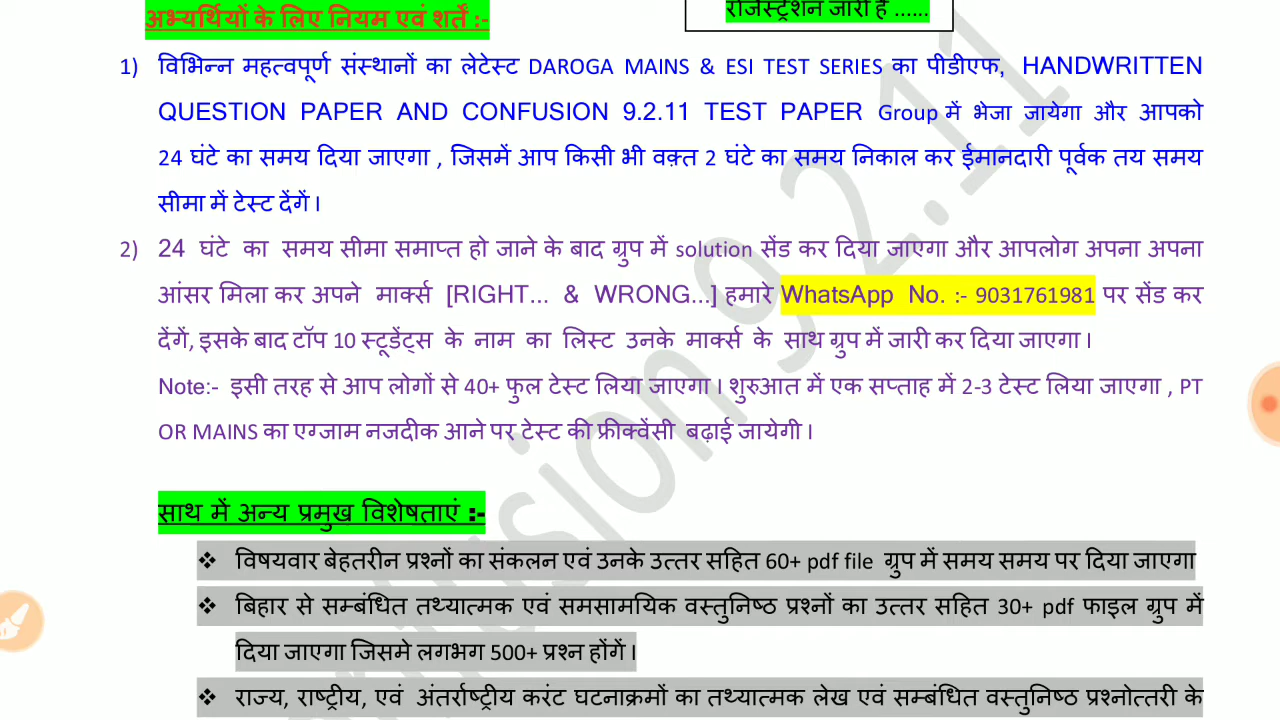 अभ्यर्थियों के लिए नियम एवं शर्तें :-
रजिस्ट्रेशन जारी है ......
1) विभिन्न महत्वपूर्ण संस्थानों का लेटेस्ट DAROGA MAINS & ESI TEST SERIES का पीडीएफ, HANDWRITTEN
QUESTION PAPER AND CONFUSION 9.2.11 TEST PAPER Group में भेजा जायेगा और आपको
24 घंटे का समय दिया जाएगा , जिसमें आप किसी भी वक़्त 2 घंटे का समय निकाल कर ईमानदारी पूर्वक तय समय
सीमा में टेस्ट देंगें ।
2) 24 घंटे का समय सीमा समाप्त हो जाने के बाद ग्रुप में solution सेंड कर दिया जाएगा और आपलोग अपना अपना
आंसर मिला कर अपने मार्क्स [RIGHT... & WRONG...] हमारे WhatsApp No. :- 9031761981 पर सेंड कर
देंगें, इसके बाद टॉप 10 स्टूडेंट्स के नाम का लिस्ट उनके मार्क्स के साथ ग्रुप में जारी कर दिया जाएगा ।
Note:- इसी तरह से आप लोगों से 40+ फुल टेस्ट लिया जाएगा । शुरुआत में एक सप्ताह में 2-3 टेस्ट लिया जाएगा , PT
OR MAINS का एग्जाम नजदीक आने पर टेस्ट की फ्रीक्वेंसी बढ़ाई जायेगी ।
साथ में अन्य प्रमुख विशेषताएं :-
❖ विषयवार बेहतरीन प्रश्नों का संकलन एवं उनके उत्तर सहित 60+ pdf file ग्रुप में समय समय पर दिया जाएगा
❖ बिहार से सम्बंधित तथ्यात्मक एवं समसामयिक वस्तुनिष्ठ प्रश्नों का उत्तर सहित 30+ pdf फाइल ग्रुप में
दिया जाएगा जिसमे लगभग 500+ प्रश्न होंगें ।
❖ राज्य, राष्ट्रीय, एवं अंतर्राष्ट्रीय करंट घटनाक्रमों का तथ्यात्मक लेख एवं सम्बंधित वस्तुनिष्ठ प्रश्नोत्तरी के